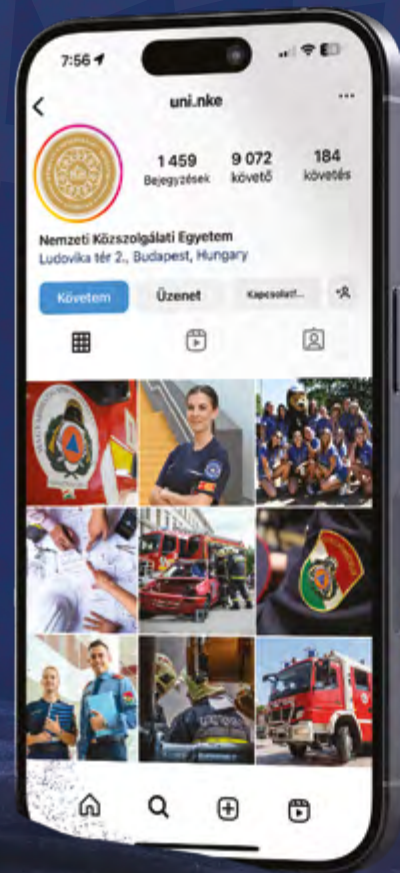 7:56
uni.nke
1 459 9 072 184
Bejegyzések követő követés
Nemzeti Közszolgálati Egyetem
Ludovika tér 2., Budapest, Hungary
Követem Üzenet Kapcsolatf...